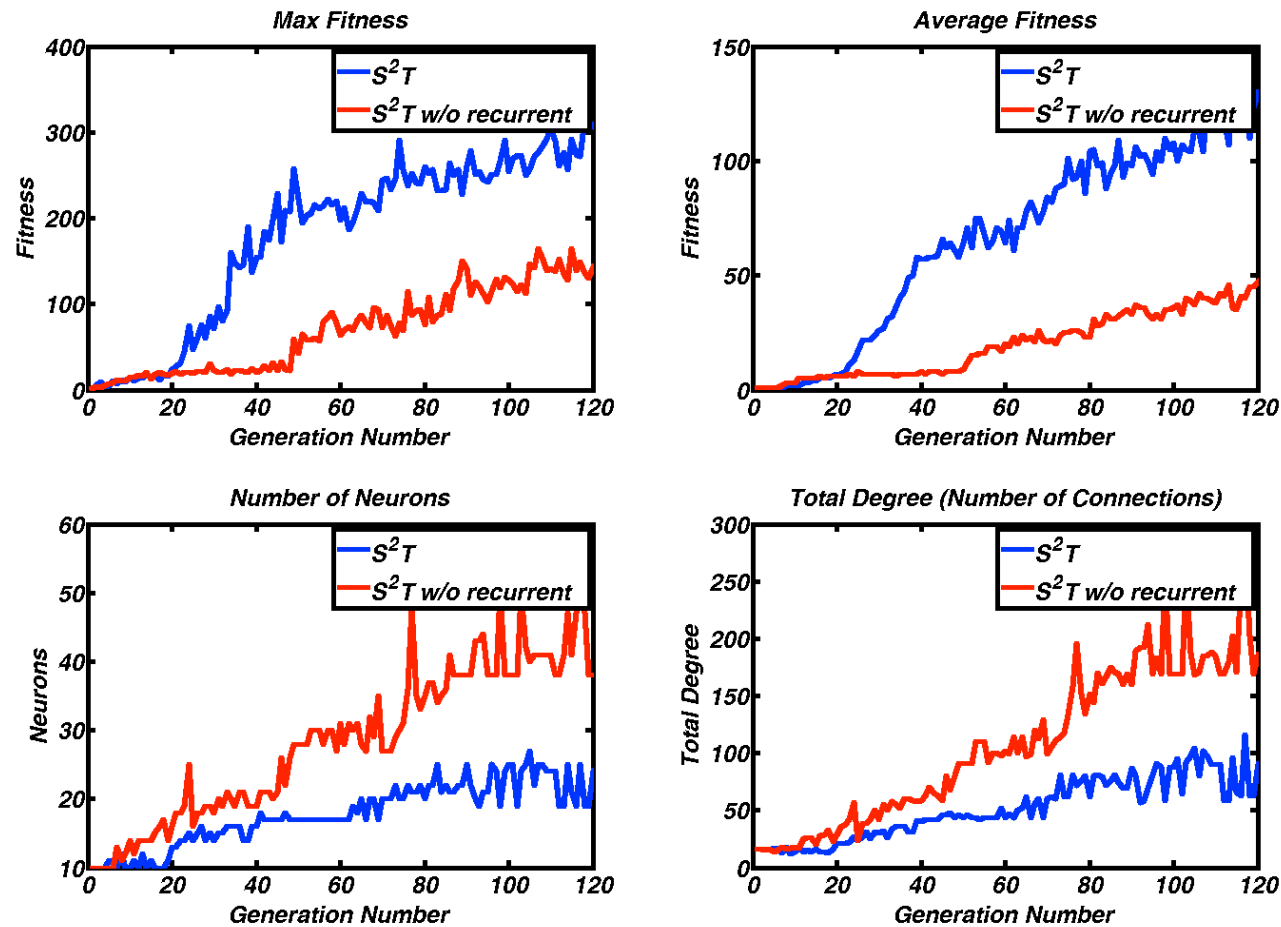 Max Fitness
400
300
200
100
0
Fitness
S²T
S²T w/o recurrent
0 20 40 60 80 100 120
Generation Number
Average Fitness
150
100
50
0
Fitness
S²T
S²T w/o recurrent
0 20 40 60 80 100 120
Generation Number
Number of Neurons
60
50
40
30
20
10
Neurons
S²T
S²T w/o recurrent
0 20 40 60 80 100 120
Generation Number
Total Degree (Number of Connections)
300
250
200
150
100
50
0
Total Degree
S²T
S²T w/o recurrent
0 20 40 60 80 100 120
Generation Number